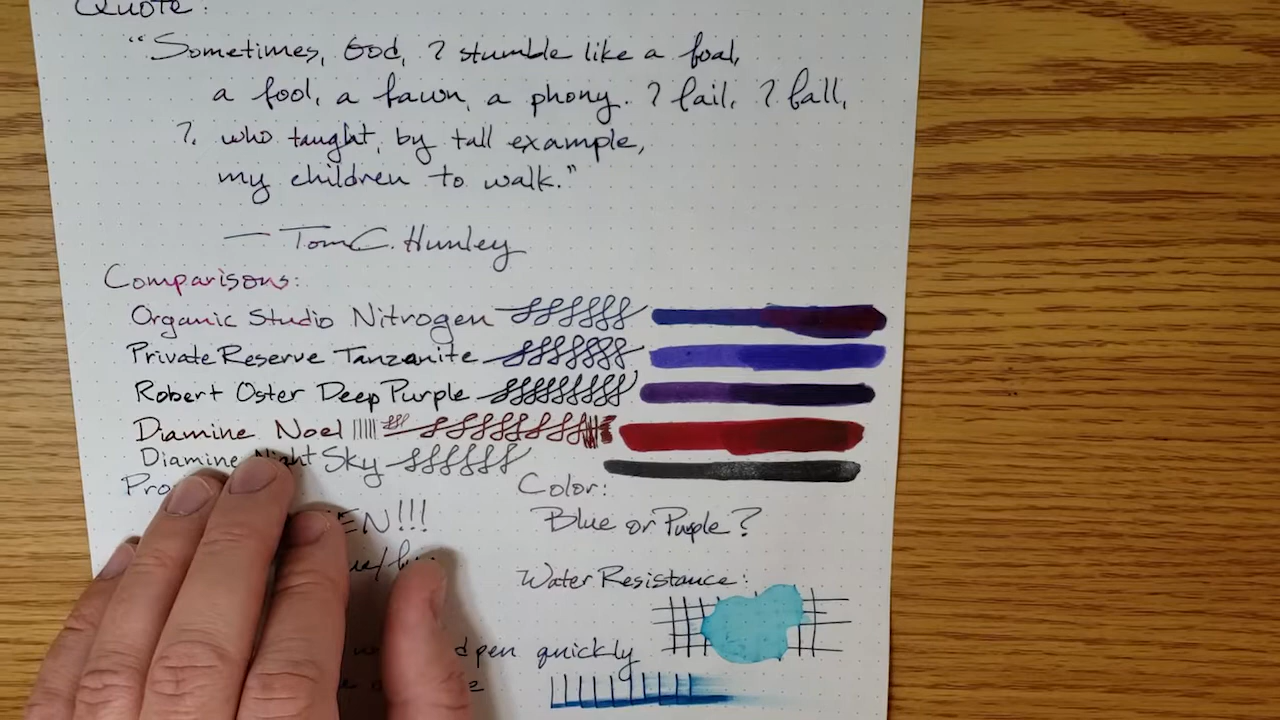 Quote:
"Sometimes, God, I stumble like a foal,
a fool, a fawn, a phony. I fail, I fall,
I, who taught, by tall example,
my children to walk."
— Tom C. Hunley
Comparisons:
Organic Studio Nitrogen
Private Reserve Tanzanite
Robert Oster Deep Purple
Diamine Noel
Diamine Night Sky
Color:
Blue or Purple?
Water Resistance:
pen quickly